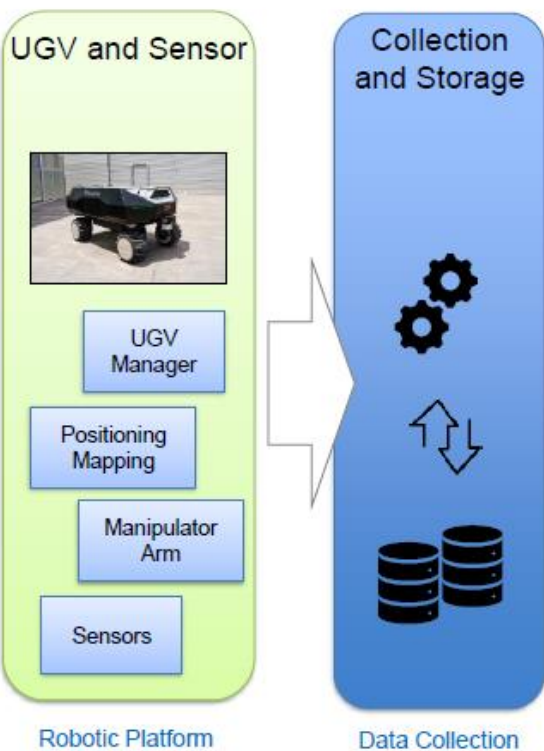 UGV and Sensor
UGV
Manager
Positioning
Mapping
Manipulator
Arm
Sensors
Robotic Platform
Collection
and Storage
Data Collection